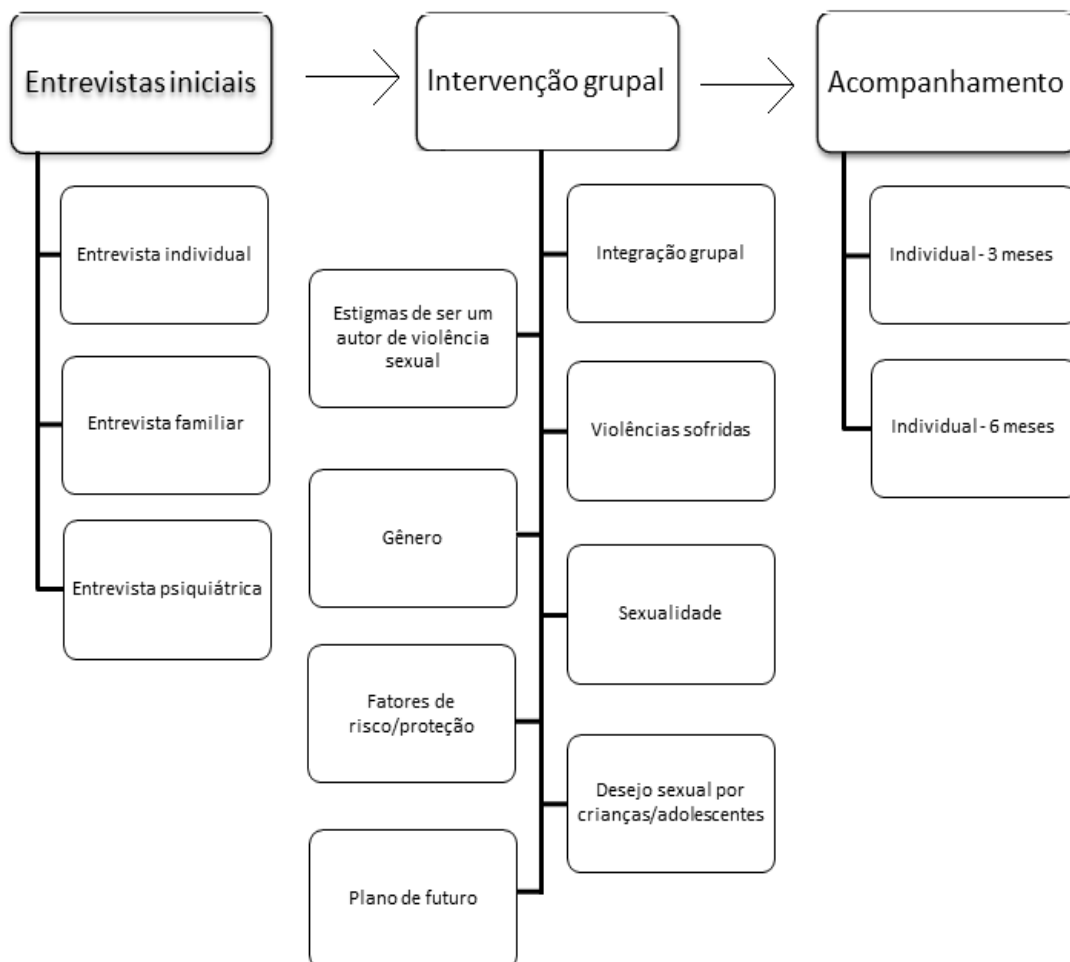 Entrevistas iniciais
Entrevista individual
Entrevista familiar
Entrevista psiquiátrica
Intervenção grupal
Integração grupal
Estigmas de ser um
autor de violência
sexual
Violências sofridas
Gênero
Sexualidade
Fatores de
risco/proteção
Desejo sexual por
crianças/adolescentes
Plano de futuro
Acompanhamento
Individual - 3 meses
Individual - 6 meses